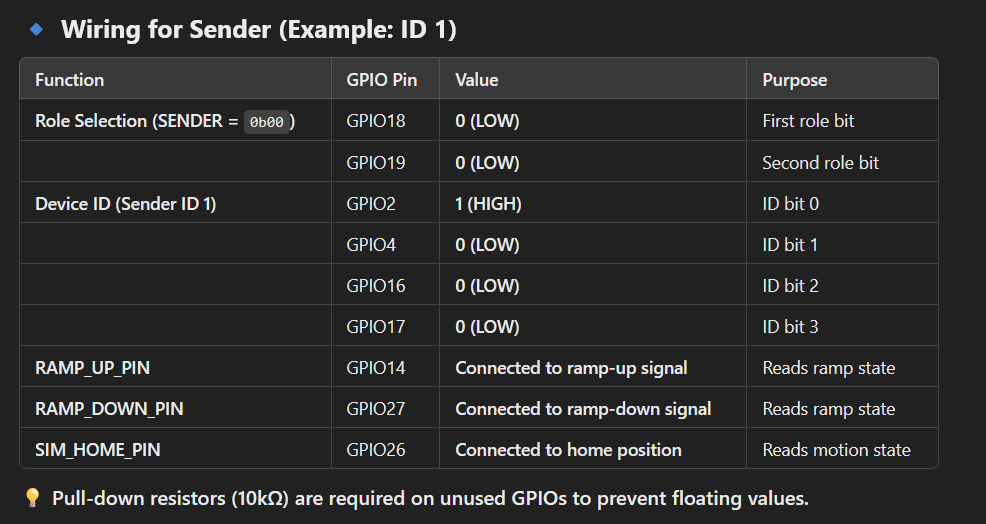 🔹 Wiring for Sender (Example: ID 1)
Function GPIO Pin Value Purpose
Role Selection (SENDER = 0b00) GPIO18 0 (LOW) First role bit
GPIO19 0 (LOW) Second role bit
Device ID (Sender ID 1) GPIO2 1 (HIGH) ID bit 0
GPIO4 0 (LOW) ID bit 1
GPIO16 0 (LOW) ID bit 2
GPIO17 0 (LOW) ID bit 3
RAMP_UP_PIN GPIO14 Connected to ramp-up signal Reads ramp state
RAMP_DOWN_PIN GPIO27 Connected to ramp-down signal Reads ramp state
SIM_HOME_PIN GPIO26 Connected to home position Reads motion state
💡 Pull-down resistors (10kΩ) are required on unused GPIOs to prevent floating values.